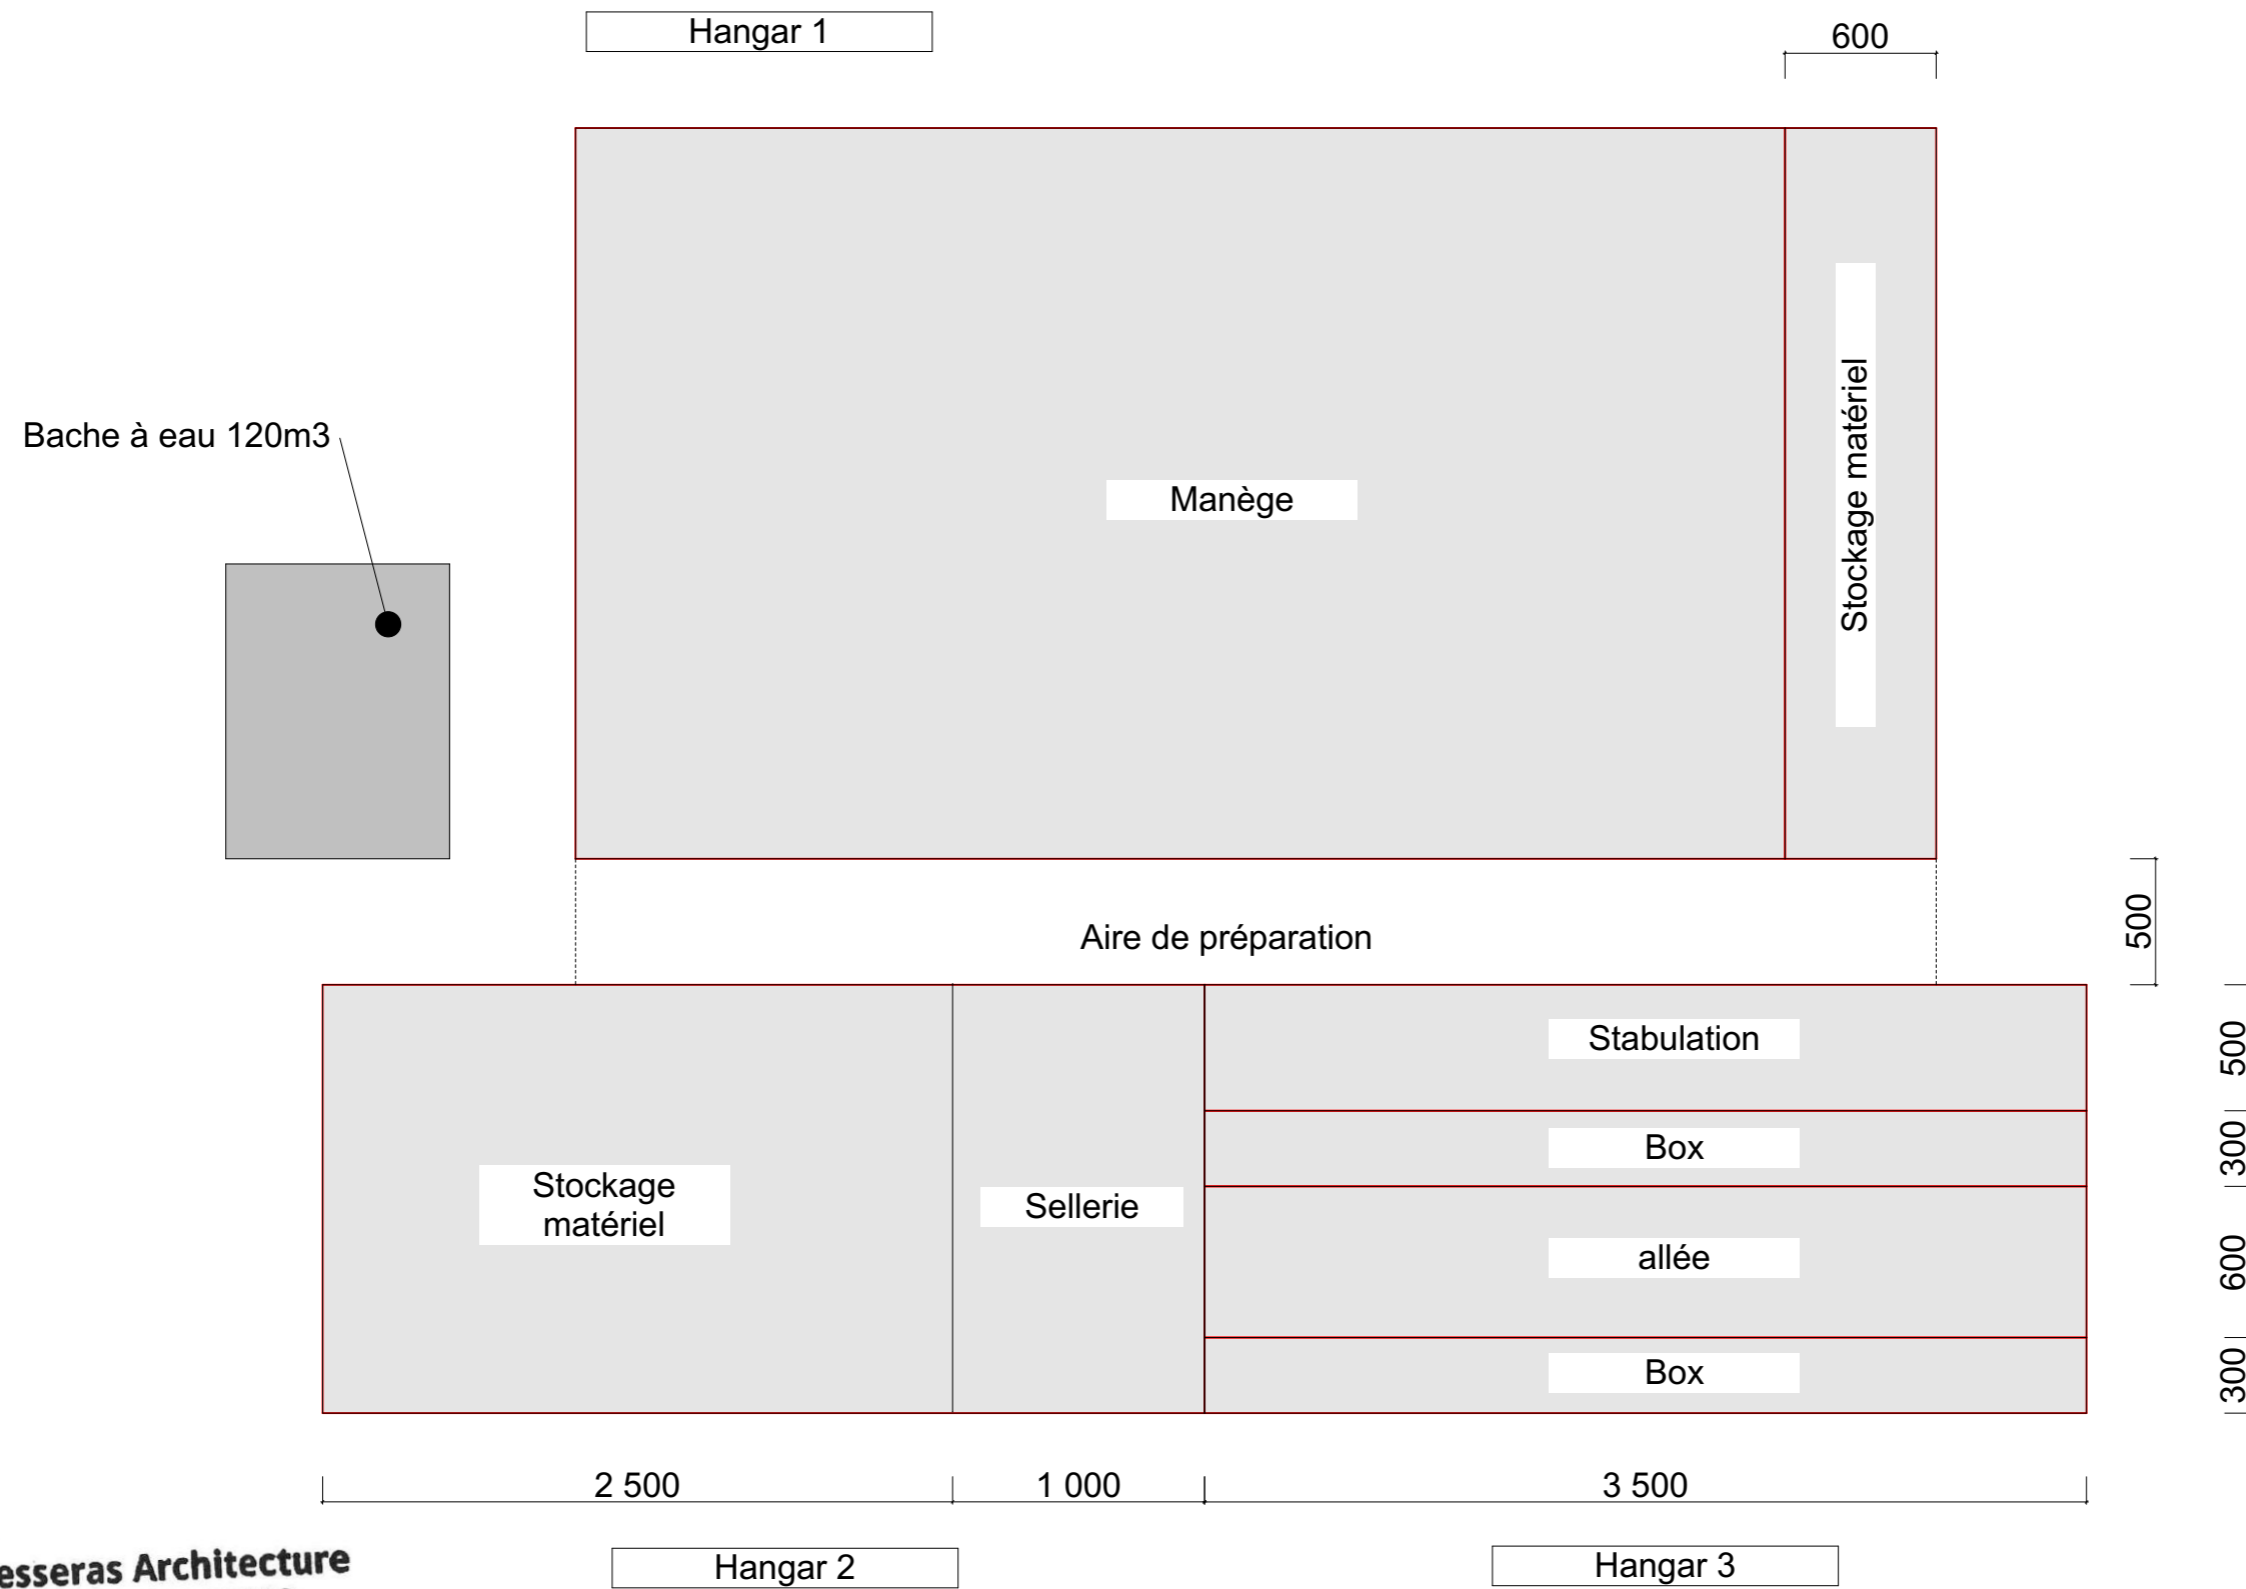 Hangar 1
600
Bache à eau 120m3
Manège
Stockage matériel
500
Aire de préparation
Stabulation
500
Box
300
Stockage
matériel
Sellerie
allée
600
Box
300
2 500
1 000
3 500
Hangar 2
Hangar 3
esseras Architecture